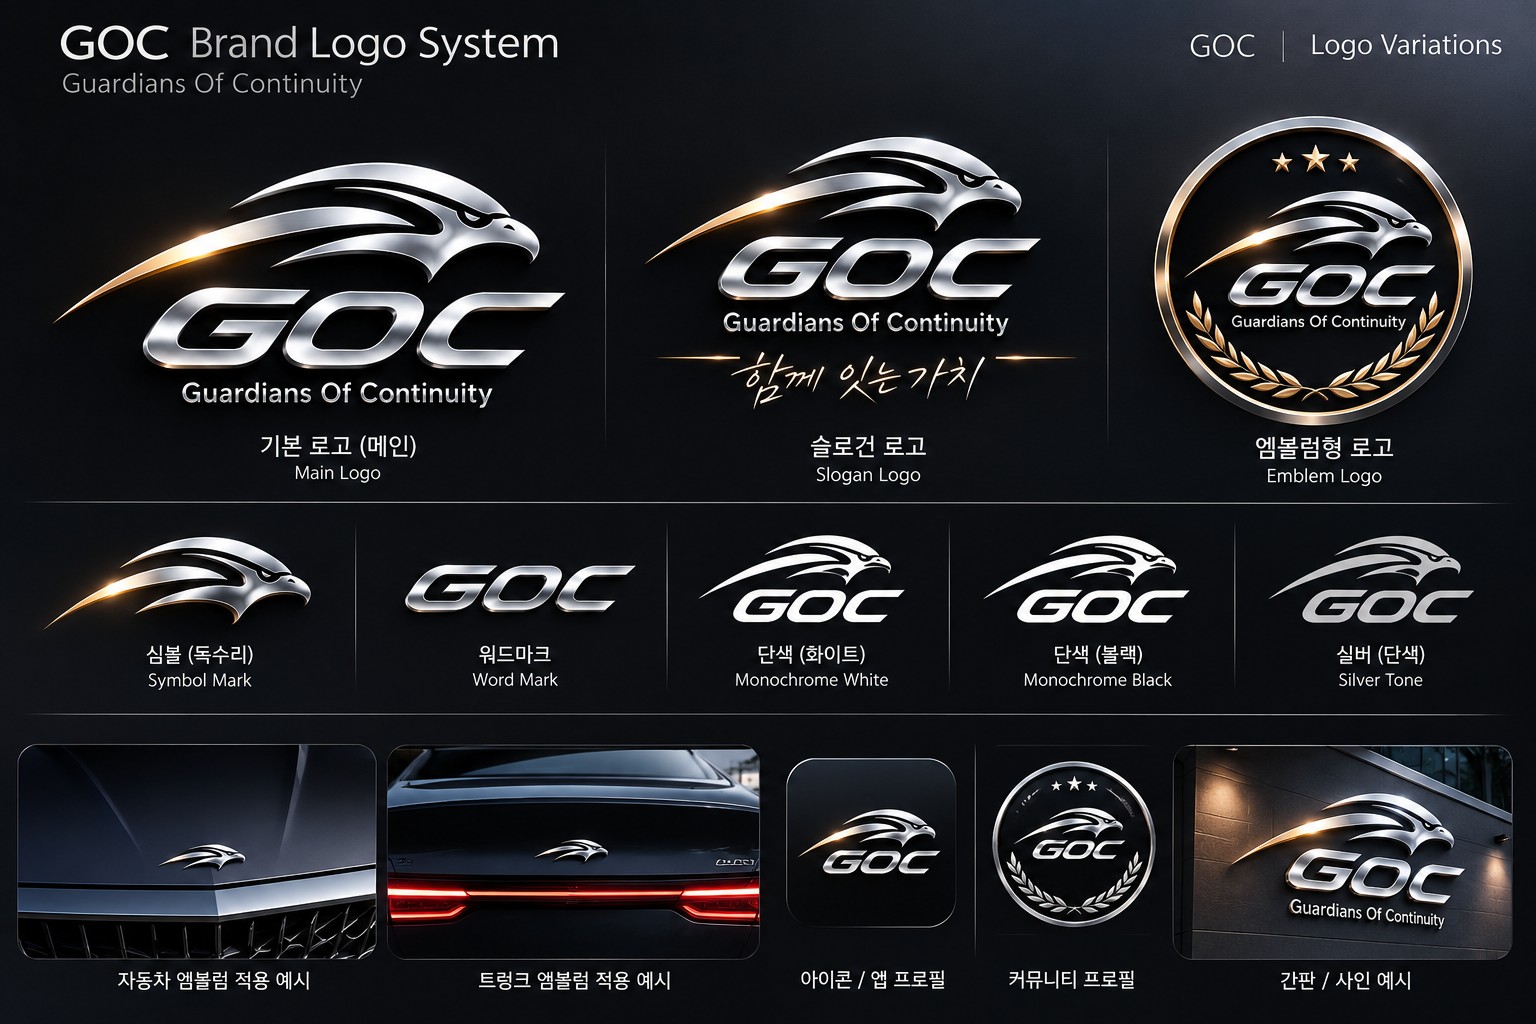 GOC Brand Logo System
Guardians Of Continuity
GOC | Logo Variations
GOC
Guardians Of Continuity
기본 로고 (메인)
Main Logo
GOC
Guardians Of Continuity
함께 잇는 가치
슬로건 로고
Slogan Logo
GOC
Guardians Of Continuity
엠볼럼형 로고
Emblem Logo
심볼 (독수리)
Symbol Mark
GOC
워드마크
Word Mark
GOC
단색 (화이트)
Monochrome White
GOC
단색 (볼랙)
Monochrome Black
GOC
실버 (단색)
Silver Tone
자동차 앰볼럼 적용 예시
트렁크 앰볼럼 적용 예시
GOC
아이콘 / 앱 프로필
GOC
커뮤니티 프로필
GOC
Guardians Of Continuity
간판 / 사인 예시